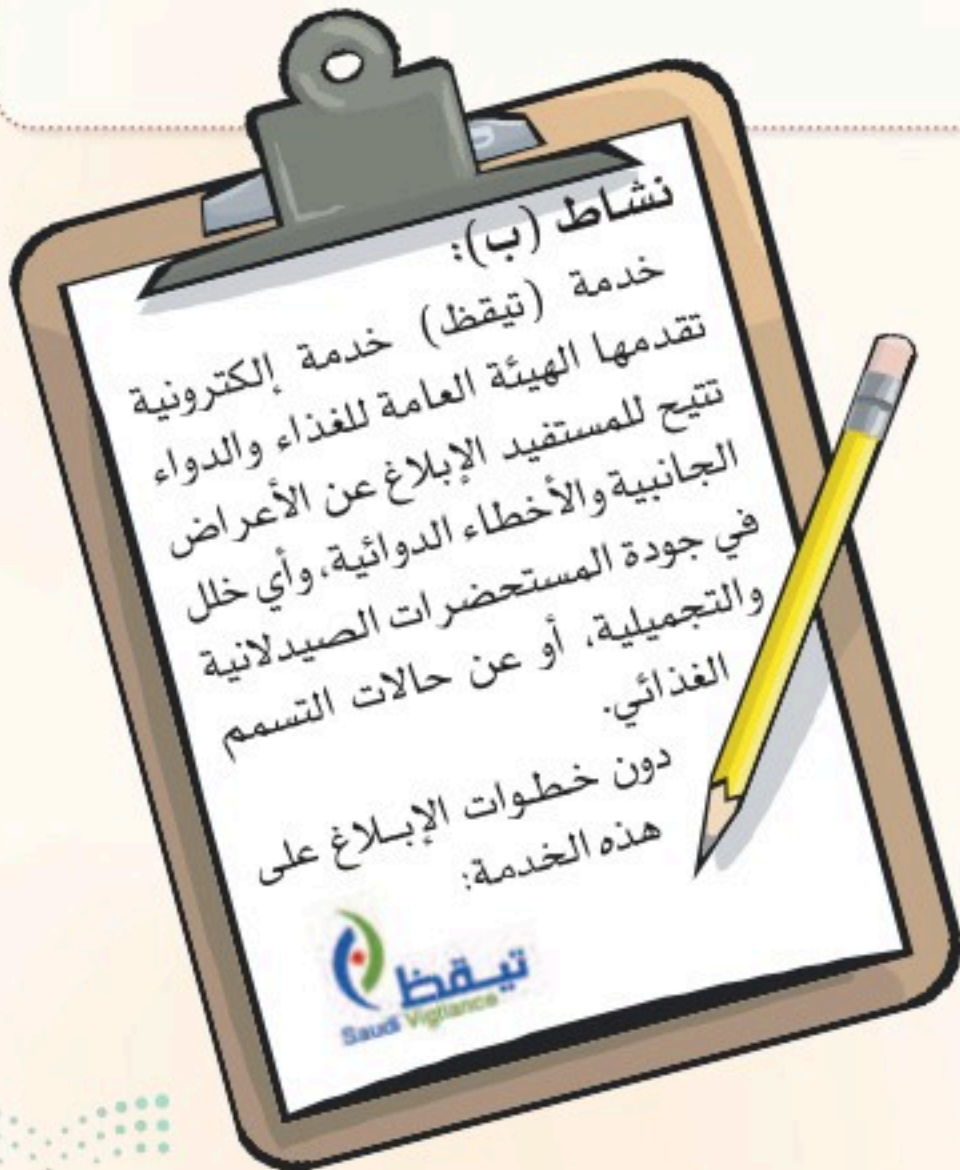 نشاط (ب):
خدمة (تيقظ) خدمة إلكترونية
تقدمها الهيئة العامة للغذاء والدواء
تتيح للمستفيد الإبلاغ عن الأعراض
الجانبية والأخطاء الدوائية، وأي خلل
في جودة المستحضرات الصيدلانية
والتجميلية، أو عن حالات التسمم
الغذائي.
دون خطوات الإبلاغ على
هذه الخدمة:
تيقظ
Saudi Vigilance